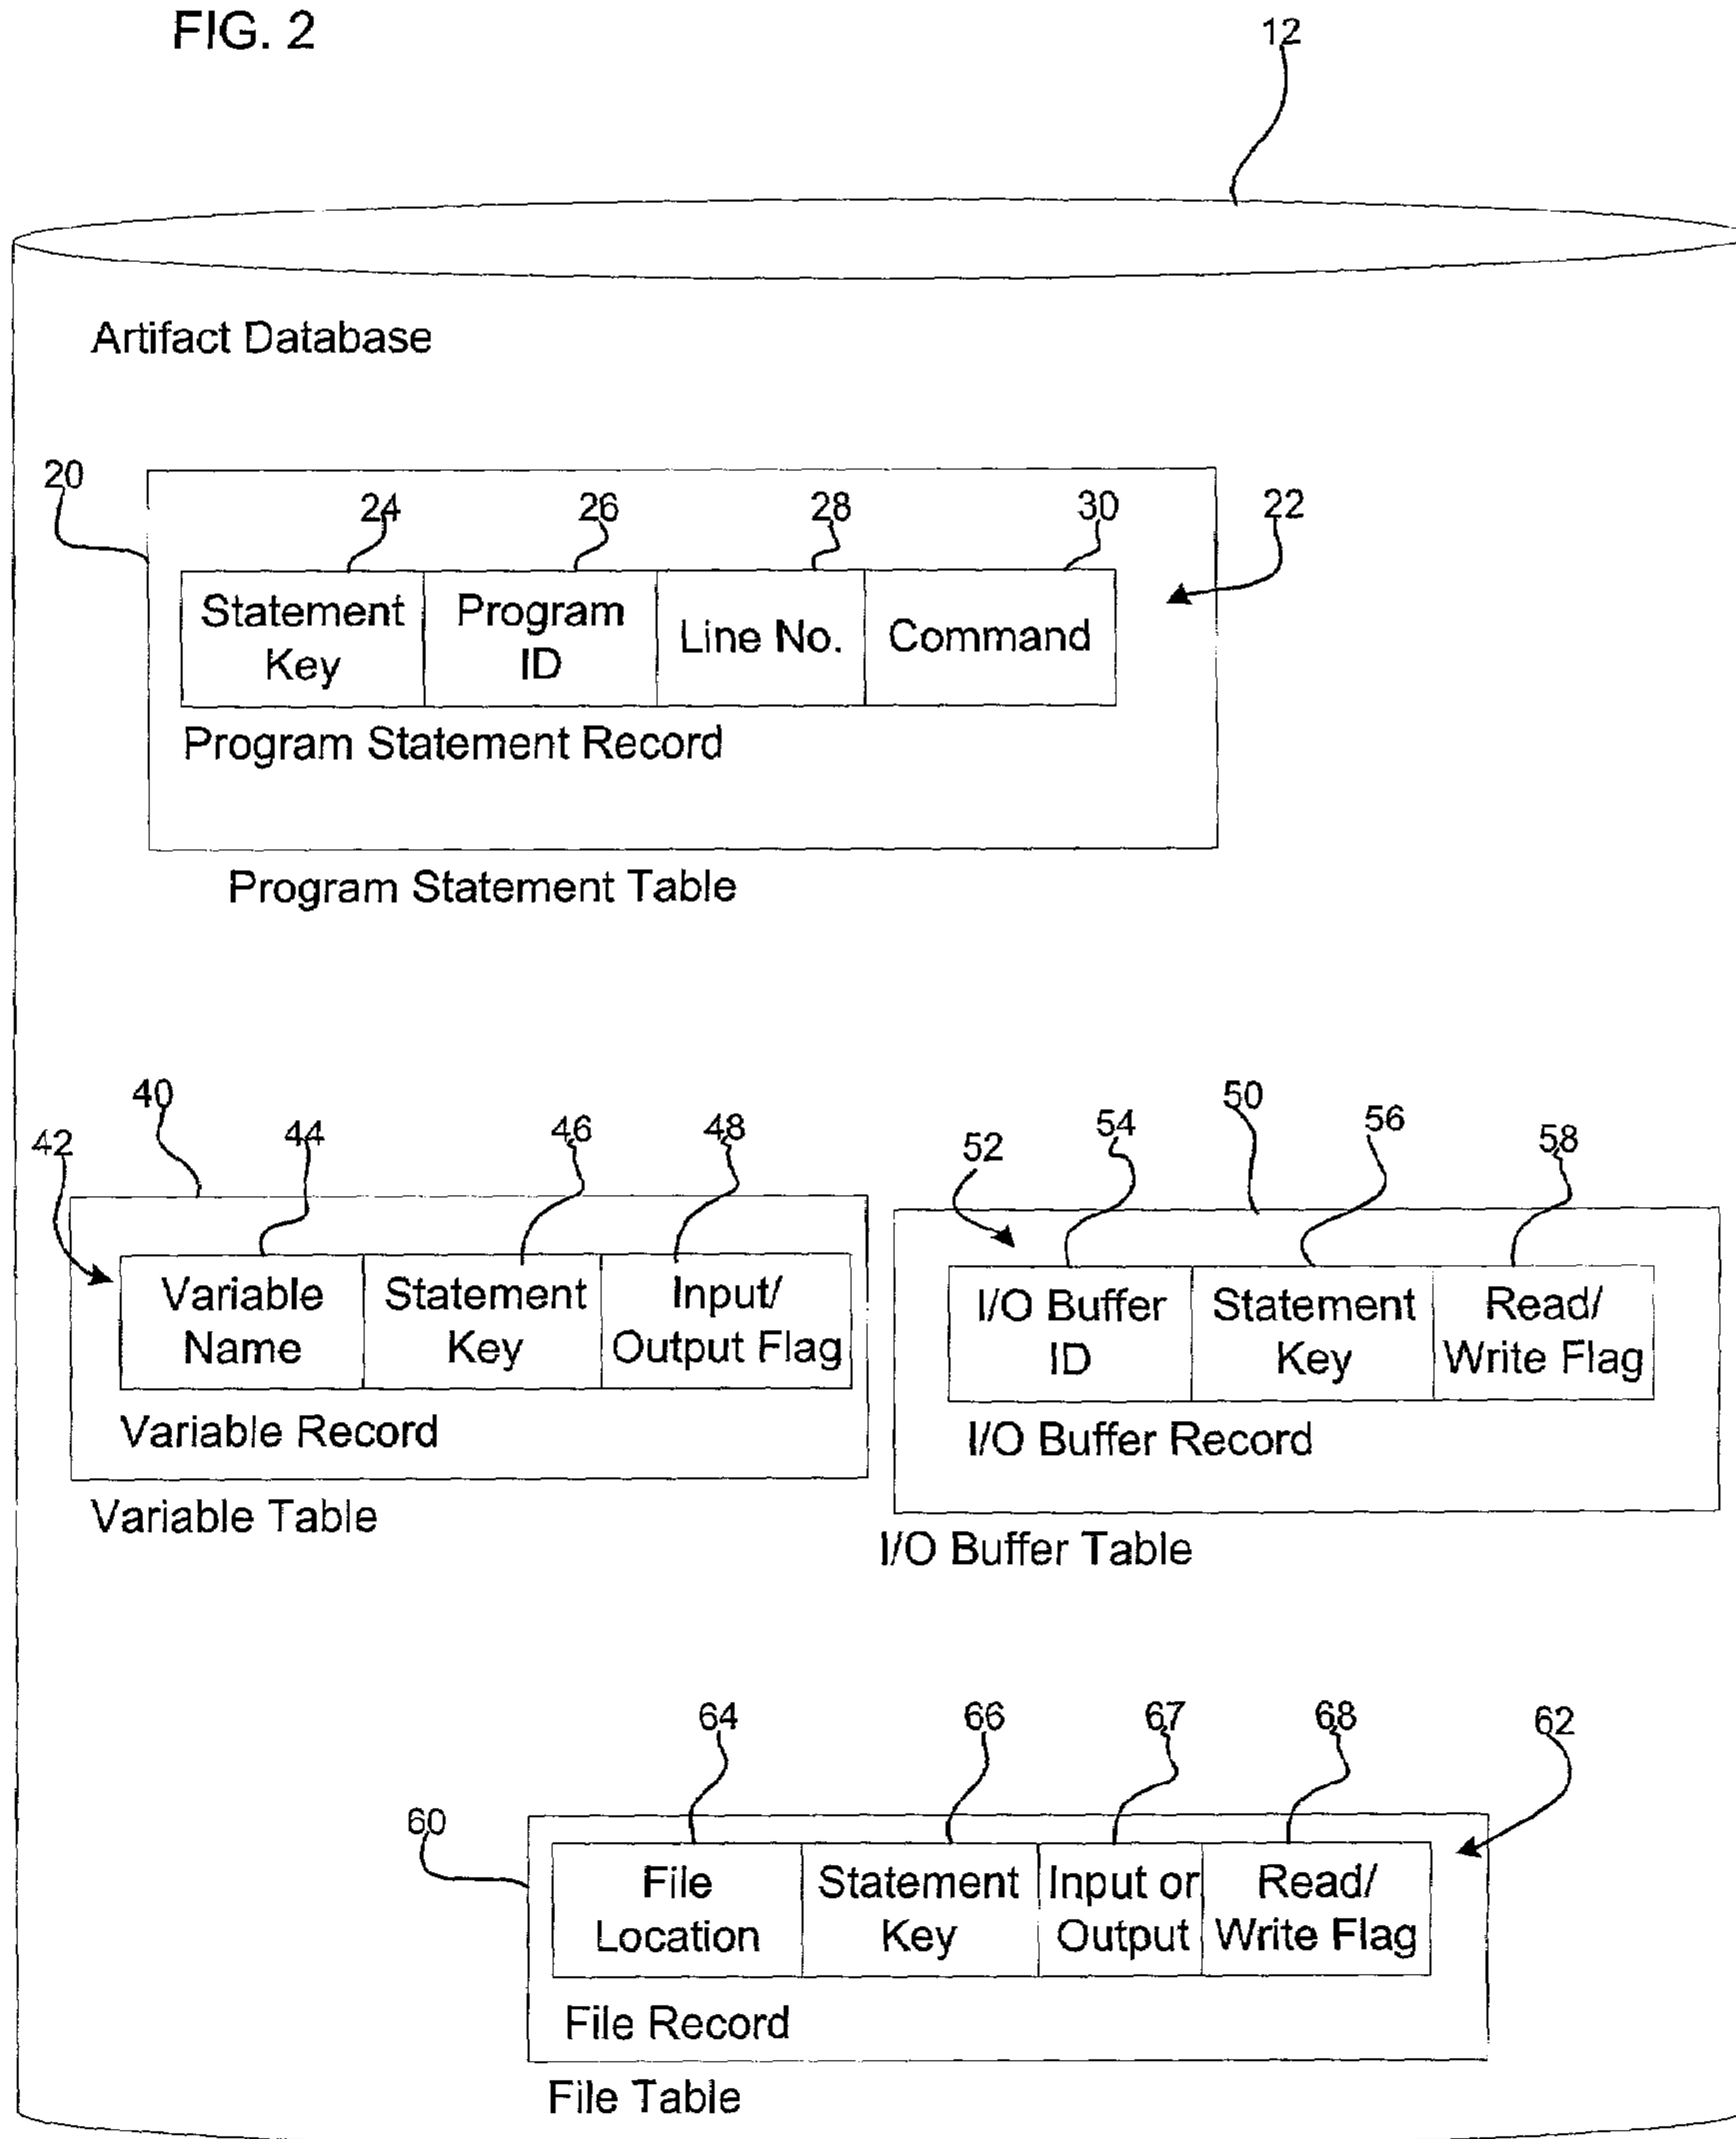 FIG. 2
12
Artifact Database
20
24
26
28
30
22
Statement Key
Program ID
Line No.
Command
Program Statement Record
Program Statement Table
40
42
44
46
48
Variable Name
Statement Key
Input/ Output Flag
Variable Record
Variable Table
50
52
54
56
58
I/O Buffer ID
Statement Key
Read/ Write Flag
I/O Buffer Record
I/O Buffer Table
60
64
66
67
68
62
File Location
Statement Key
Input or Output
Read/ Write Flag
File Record
File Table